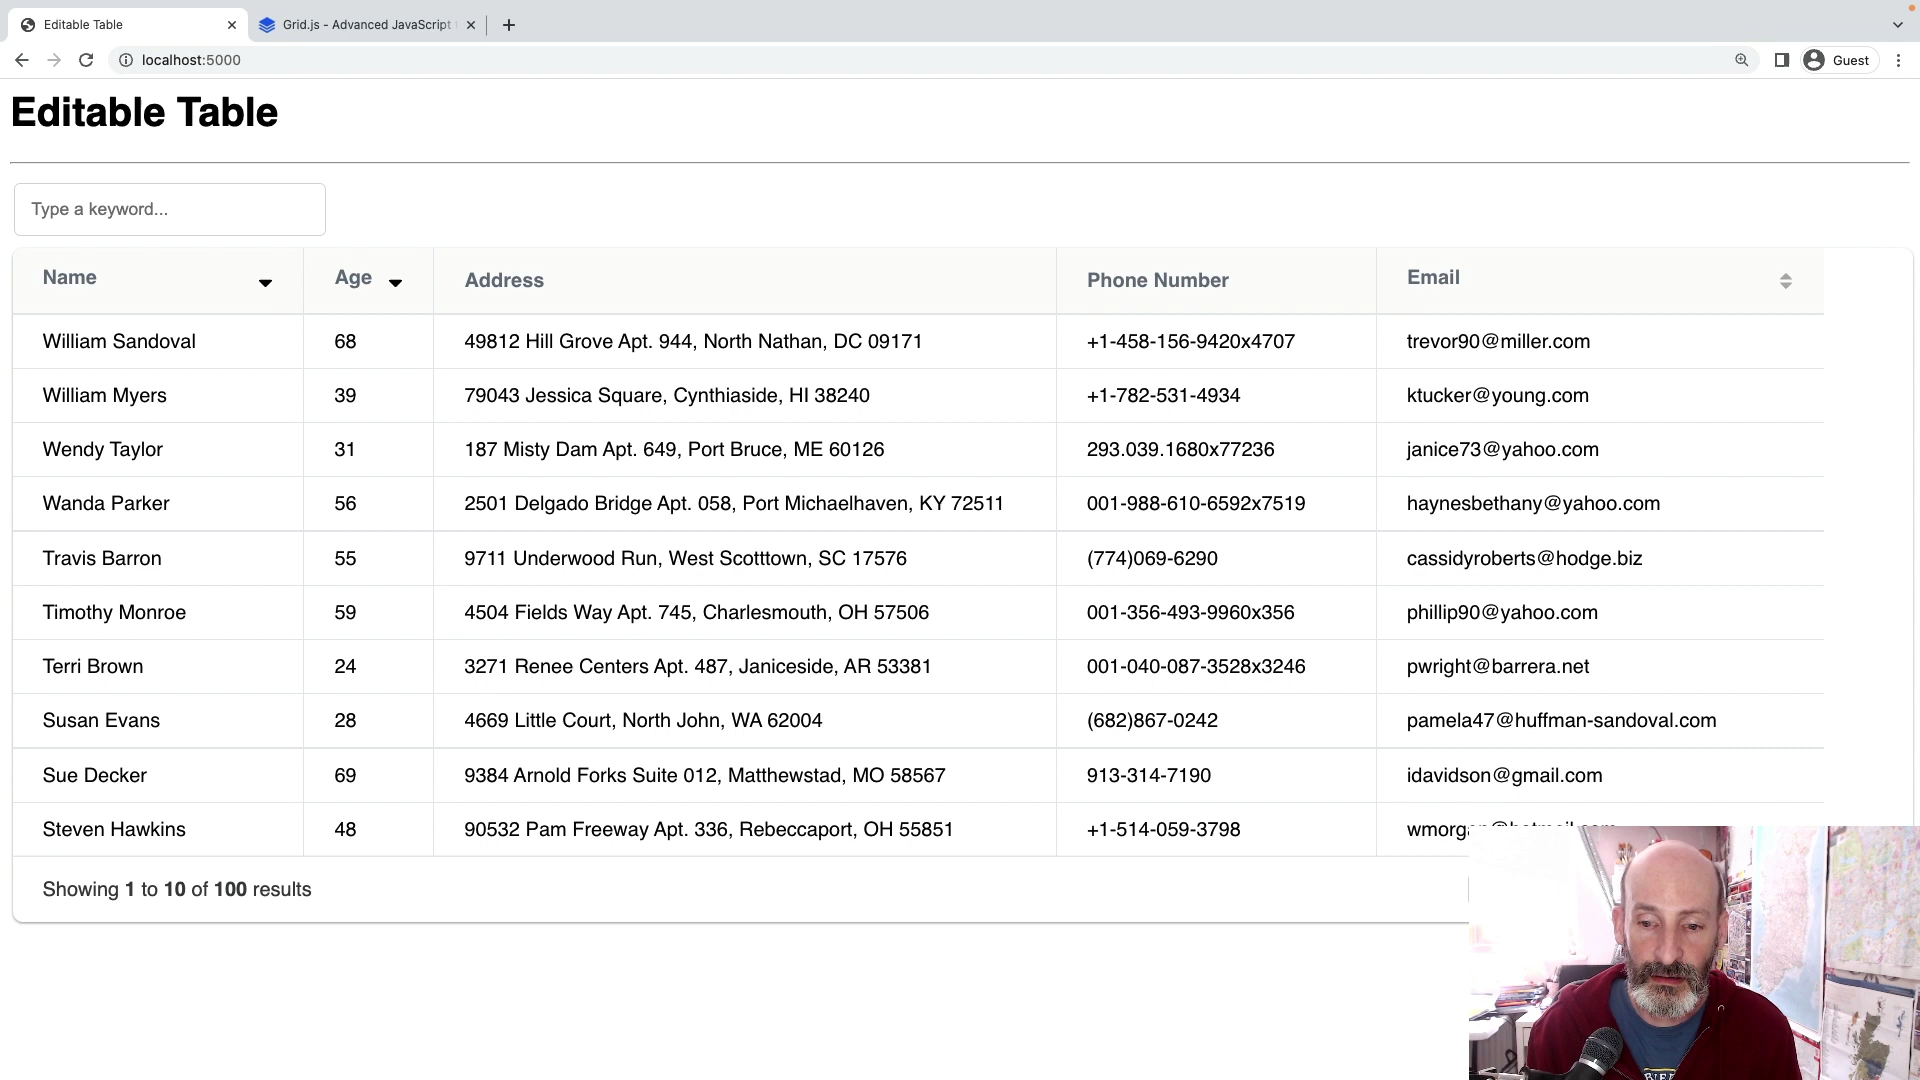 Editable Table
Grid.js - Advanced JavaScript
localhost:5000
Guest
Editable Table
Type a keyword...
Name Age Address Phone Number Email
William Sandoval 68 49812 Hill Grove Apt. 944, North Nathan, DC 09171 +1-458-156-9420x4707 trevor90@miller.com
William Myers 39 79043 Jessica Square, Cynthiaside, HI 38240 +1-782-531-4934 ktucker@young.com
Wendy Taylor 31 187 Misty Dam Apt. 649, Port Bruce, ME 60126 293.039.1680x77236 janice73@yahoo.com
Wanda Parker 56 2501 Delgado Bridge Apt. 058, Port Michaelhaven, KY 72511 001-988-610-6592x7519 haynesbethany@yahoo.com
Travis Barron 55 9711 Underwood Run, West Scotttown, SC 17576 (774)069-6290 cassidyroberts@hodge.biz
Timothy Monroe 59 4504 Fields Way Apt. 745, Charlesmouth, OH 57506 001-356-493-9960x356 phillip90@yahoo.com
Terri Brown 24 3271 Renee Centers Apt. 487, Janiceside, AR 53381 001-040-087-3528x3246 pwright@barrera.net
Susan Evans 28 4669 Little Court, North John, WA 62004 (682)867-0242 pamela47@huffman-sandoval.com
Sue Decker 69 9384 Arnold Forks Suite 012, Matthewstad, MO 58567 913-314-7190 idavidson@gmail.com
Steven Hawkins 48 90532 Pam Freeway Apt. 336, Rebeccaport, OH 55851 +1-514-059-3798
Showing 1 to 10 of 100 results